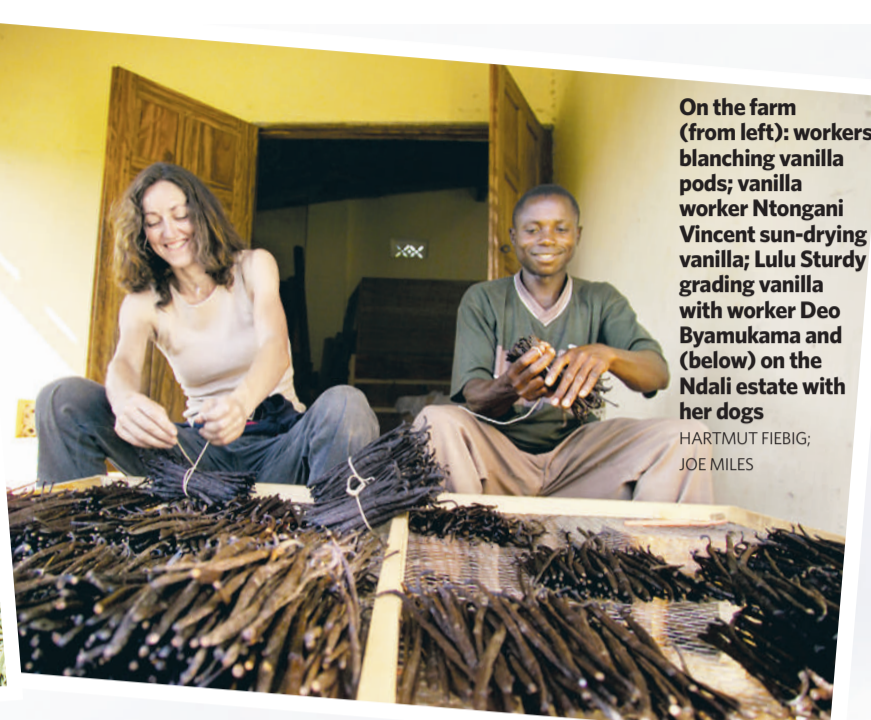 On the farm
(from left): workers
blanching vanilla
pods; vanilla
worker Ntongani
Vincent sun-drying
vanilla; Lulu Sturdy
grading vanilla
with worker Deo
Byamukama and
(below) on the
Ndali estate with
her dogs
HARTMUT FIEBIG;
JOE MILES